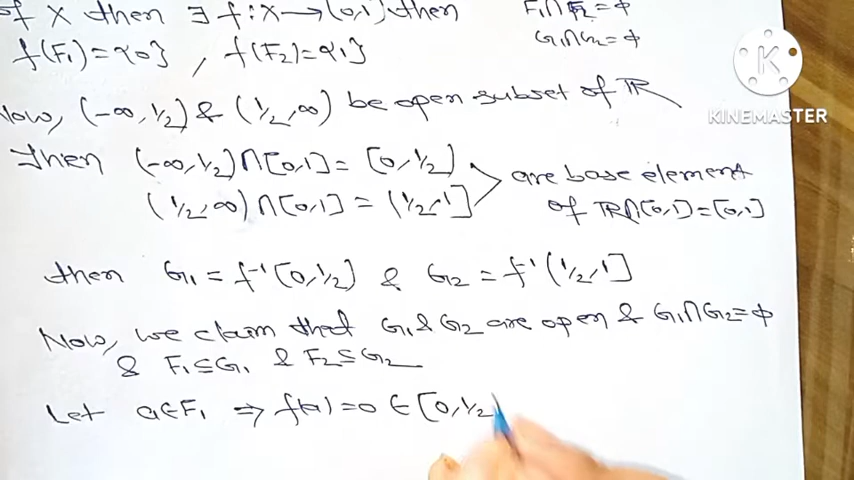 of X then ∃ f:X→(0,1) then
F₁∩F₂=φ
f(F₁)={0} , f(F₂)={1}
G₁∩G₂=φ
KINEMASTER
Now, (-∞,1/2) & (1/2,∞) be open subset of IR
Then (-∞,1/2)∩[0,1]=[0,1/2)
(1/2,∞)∩[0,1]=(1/2,1]
are base element
of IR∩[0,1]=[0,1]
then G₁=f⁻¹[0,1/2) & G₂=f⁻¹(1/2,1]
Now, we claim that G₁&G₂ are open & G₁∩G₂=φ
& F₁⊆G₁ & F₂⊆G₂
Let a∈F₁ ⇒ f(a)=0 ∈ [0,1/2